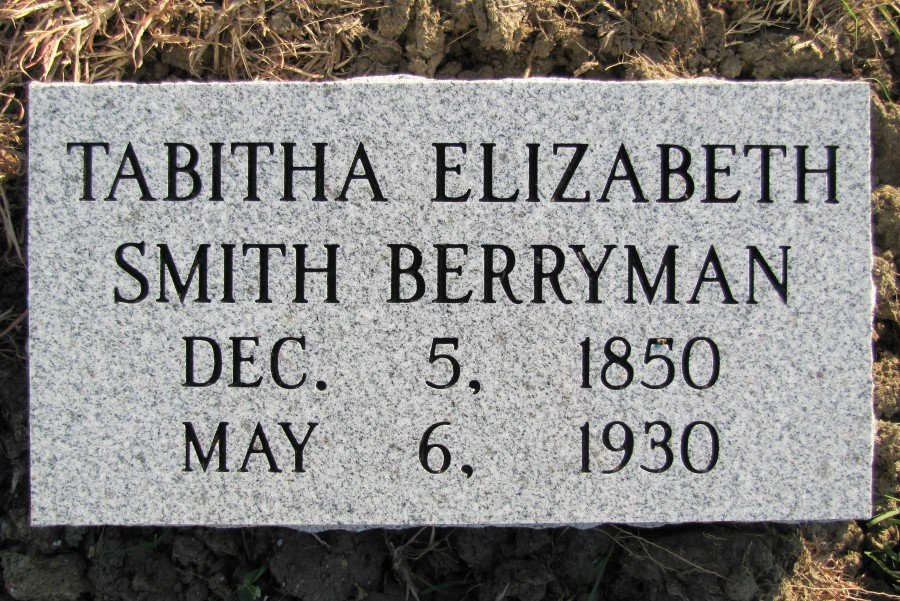 TABITHA ELIZABETH
SMITH BERRYMAN
DEC. 5, 1850
MAY 6, 1930